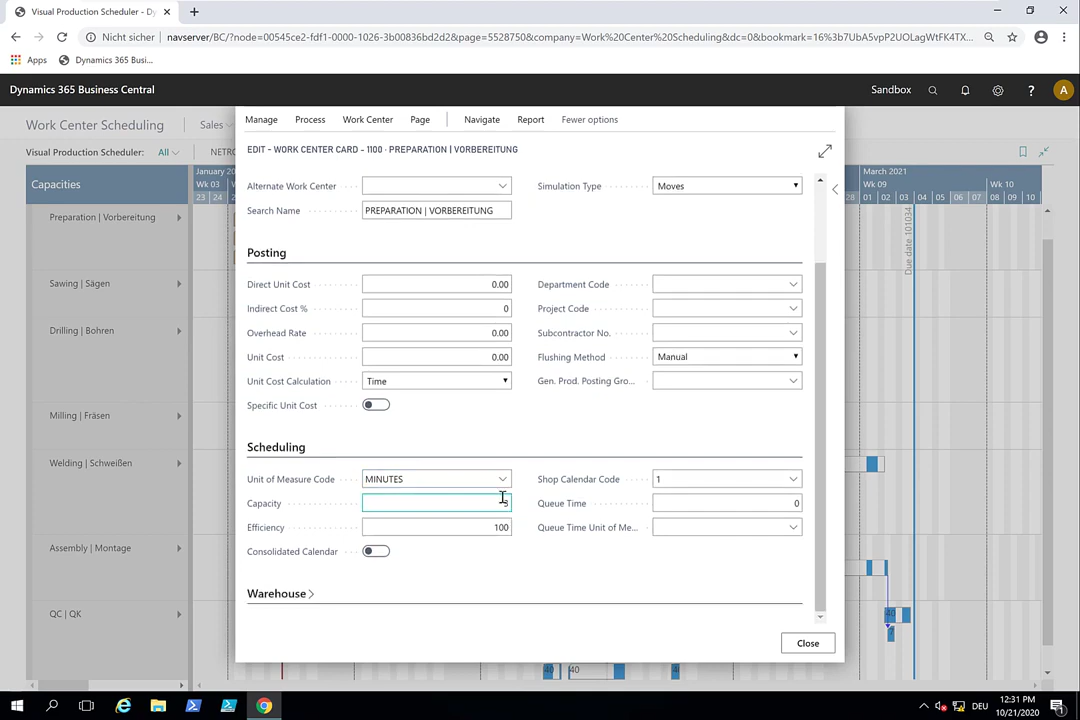 Visual Production Scheduler - Dy
Nicht sicher
navserver/BC/?node=00545ce2-fdf1-0000-1026-3b00836bd2d2&page=5528750&company=Work%20Center%20Scheduling&dc=0&bookmark=16%3b7UbA5vpP2UOLagWtFK4TX...
Apps
Dynamics 365 Busi...
Dynamics 365 Business Central
Sandbox
?
A
Work Center Scheduling
Sales
Visual Production Scheduler:
All
NETRO
Manage
Process
Work Center
Page
Navigate
Report
Fewer options
EDIT - WORK CENTER CARD - 1100 · PREPARATION | VORBEREITUNG
Alternate Work Center
Simulation Type
Moves
Search Name
PREPARATION | VORBEREITUNG
Posting
Direct Unit Cost
0.00
Department Code
Indirect Cost %
0
Project Code
Overhead Rate
0.00
Subcontractor No.
Unit Cost
0.00
Flushing Method
Manual
Unit Cost Calculation
Time
Gen. Prod. Posting Gro...
Specific Unit Cost
Scheduling
Unit of Measure Code
MINUTES
Shop Calendar Code
1
Capacity
Queue Time
0
Efficiency
100
Queue Time Unit of Me...
Consolidated Calendar
Warehouse
Close
Capacities
January 20
Wk 03
23 24
Preparation | Vorbereitung
Sawing | Sägen
Drilling | Bohren
Milling | Fräsen
Welding | Schweißen
Assembly | Montage
QC | QK
March 2021
Wk 09
Wk 10
28 01 02 03 04 05 06 07 08 09 10
Due date 101034
40
40
40
40
DEU
12:31 PM
10/21/2020
1